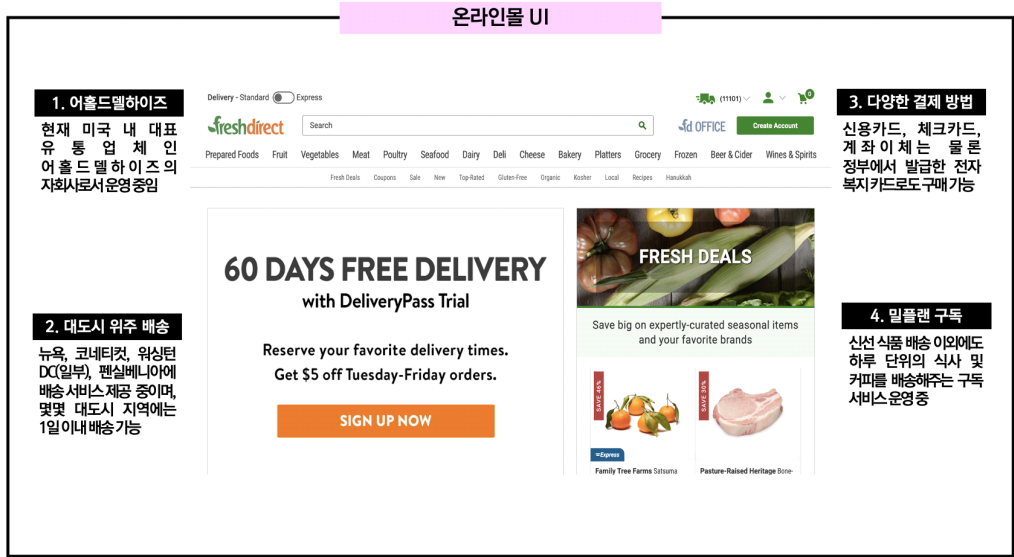 온라인몰 UI
1. 어홀드델하이즈
현재 미국 내 대표
유통업체인
어홀드델하이즈의
자회사로서 운영 중임
2. 대도시 위주 배송
뉴욕, 코네티컷, 워싱턴
DC(일부), 펜실베니아에
배송 서비스 제공 중이며,
몇몇 대도시 지역에는
1일 이내 배송 가능
Delivery - Standard Express
(11101)
0
freshdirect
Search
fd OFFICE
Create Account
Prepared Foods Fruit Vegetables Meat Poultry Seafood Dairy Deli Cheese Bakery Platters Grocery Frozen Beer & Cider Wines & Spirits
Fresh Deals Coupons Sale New Top-Rated Gluten-Free Organic Kosher Local Recipes Hanukkah
60 DAYS FREE DELIVERY
with DeliveryPass Trial
Reserve your favorite delivery times.
Get $5 off Tuesday-Friday orders.
SIGN UP NOW
FRESH DEALS
Save big on expertly-curated seasonal items
and your favorite brands
SAVE 46%
SAVE 30%
Express
Family Tree Farms Satsuma
Pasture-Raised Heritage Bone-
3. 다양한 결제 방법
신용카드, 체크카드,
계좌이체는 물론
정부에서 발급한 전자
복지카드로도 구매 가능
4. 밀플랜 구독
신선 식품 배송 이외에도
하루 단위의 식사 및
커피를 배송해주는 구독
서비스 운영 중